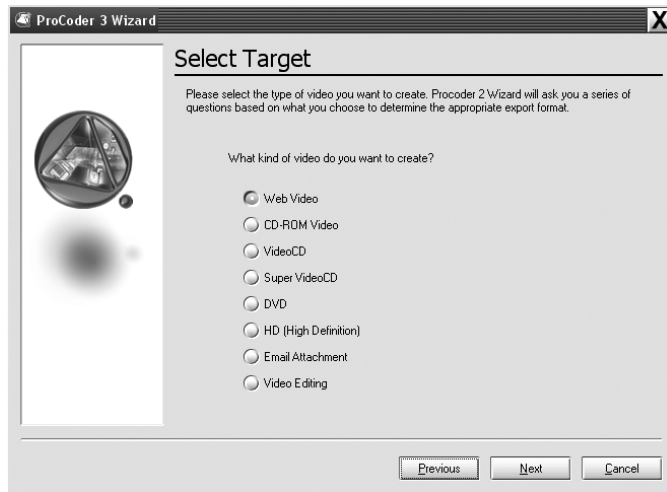 ProCoder 3 Wizard
X
Select Target
Please select the type of video you want to create. Procoder 2 Wizard will ask you a series of
questions based on what you choose to determine the appropriate export format.
What kind of video do you want to create?
Web Video
CD-ROM Video
VideoCD
Super VideoCD
DVD
HD (High Definition)
Email Attachment
Video Editing
Previous Next Cancel